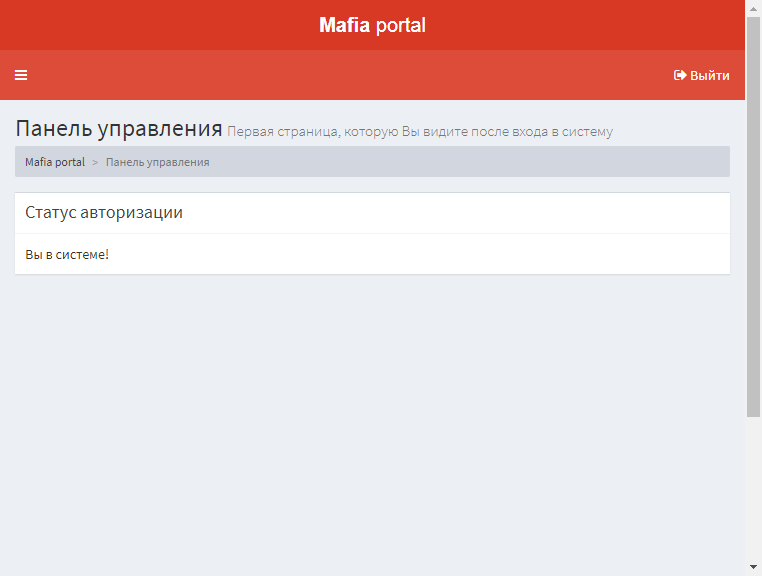 Mafia portal
Выйти
Панель управления Первая страница, которую Вы видите после входа в систему
Mafia portal > Панель управления
Статус авторизации
Вы в системе!